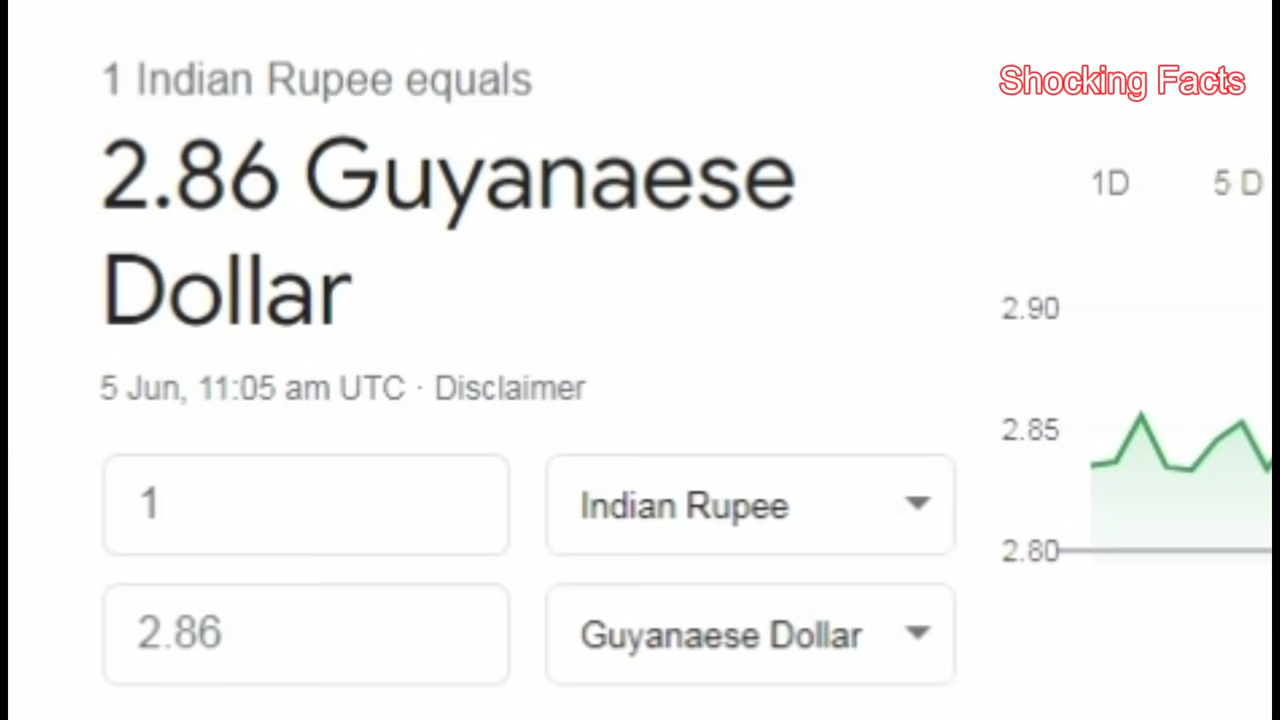 1 Indian Rupee equals
Shocking Facts
2.86 Guyanaese
Dollar
5 Jun, 11:05 am UTC · Disclaimer
1
Indian Rupee
2.86
Guyanaese Dollar
1D
5 D
2.90
2.85
2.80